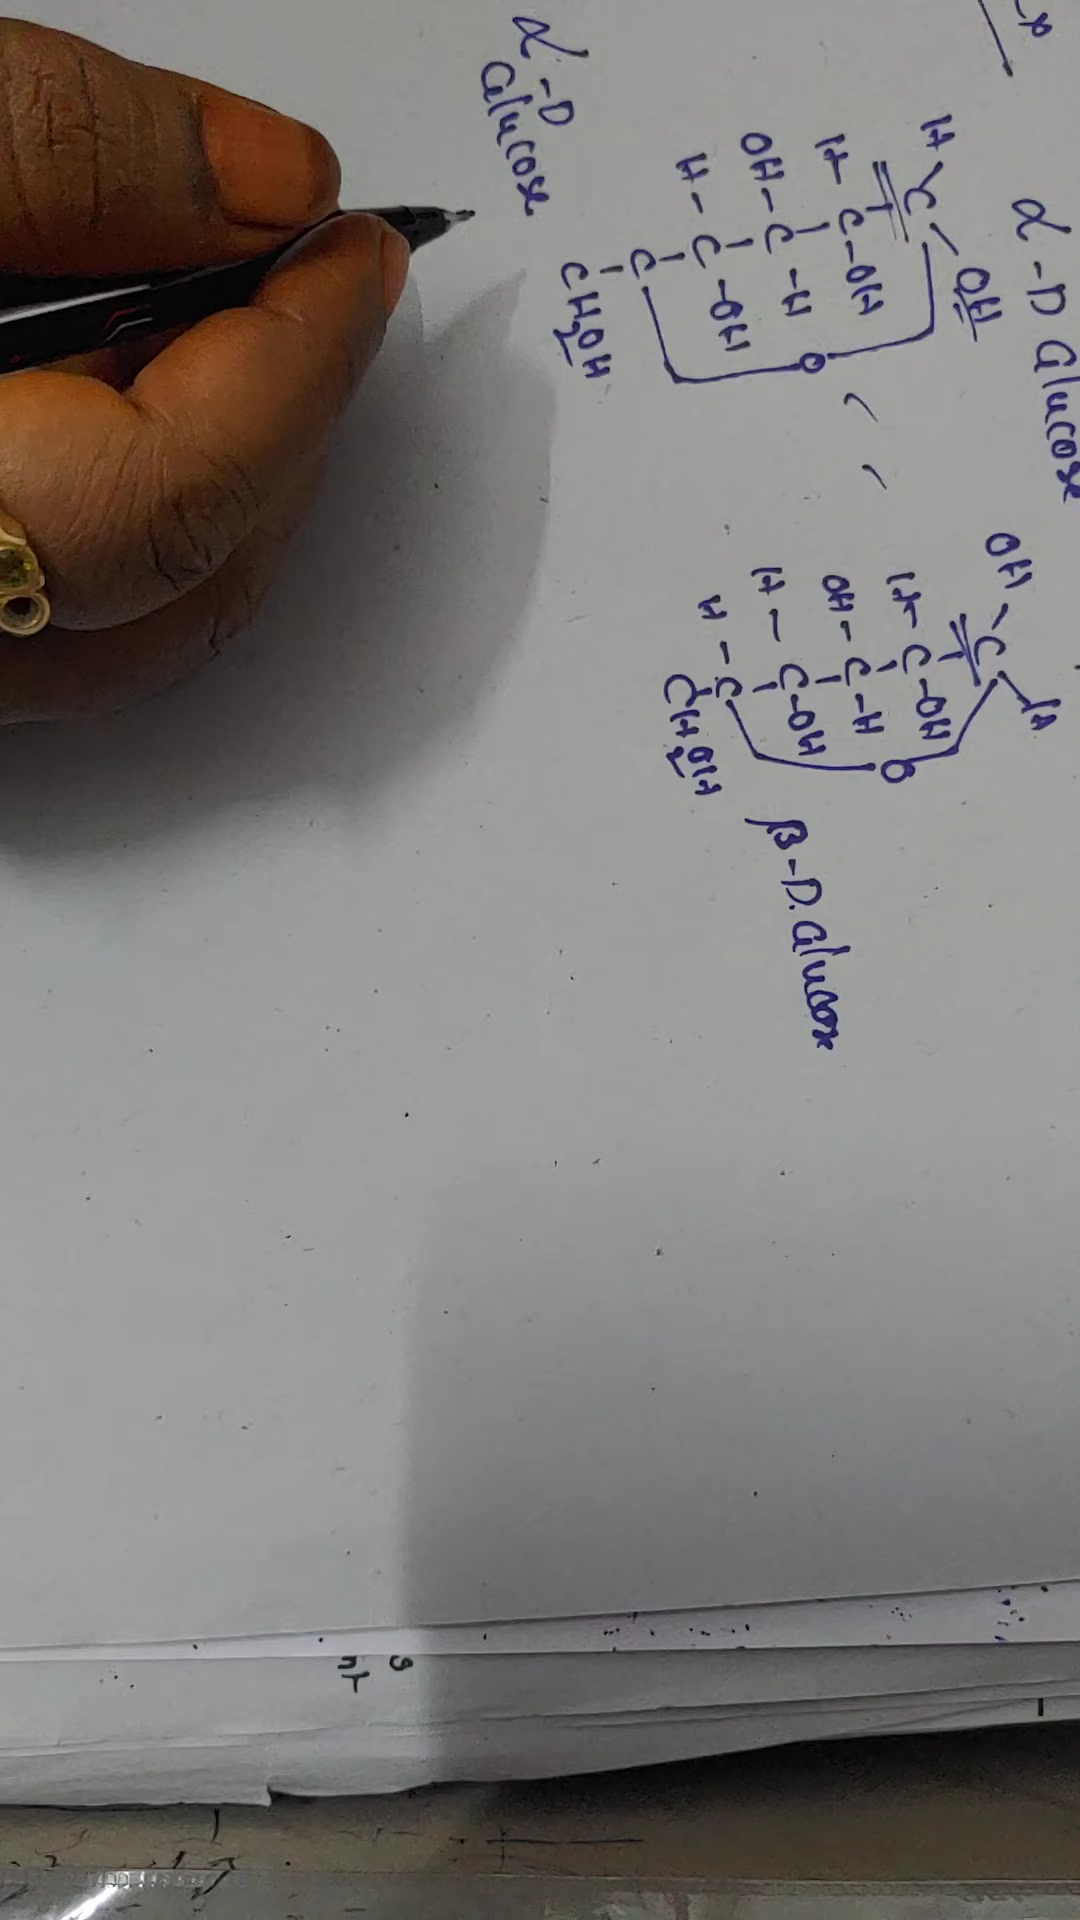 α-D Glucose
H OH
C
H-C-OH
OH-C-H O
H-C-OH
C
CH2OH
α-D
Glucose
OH H
C
H-C-OH
OH-C-H O
H-C-OH
H-C
CH2OH
β-D. Glucose